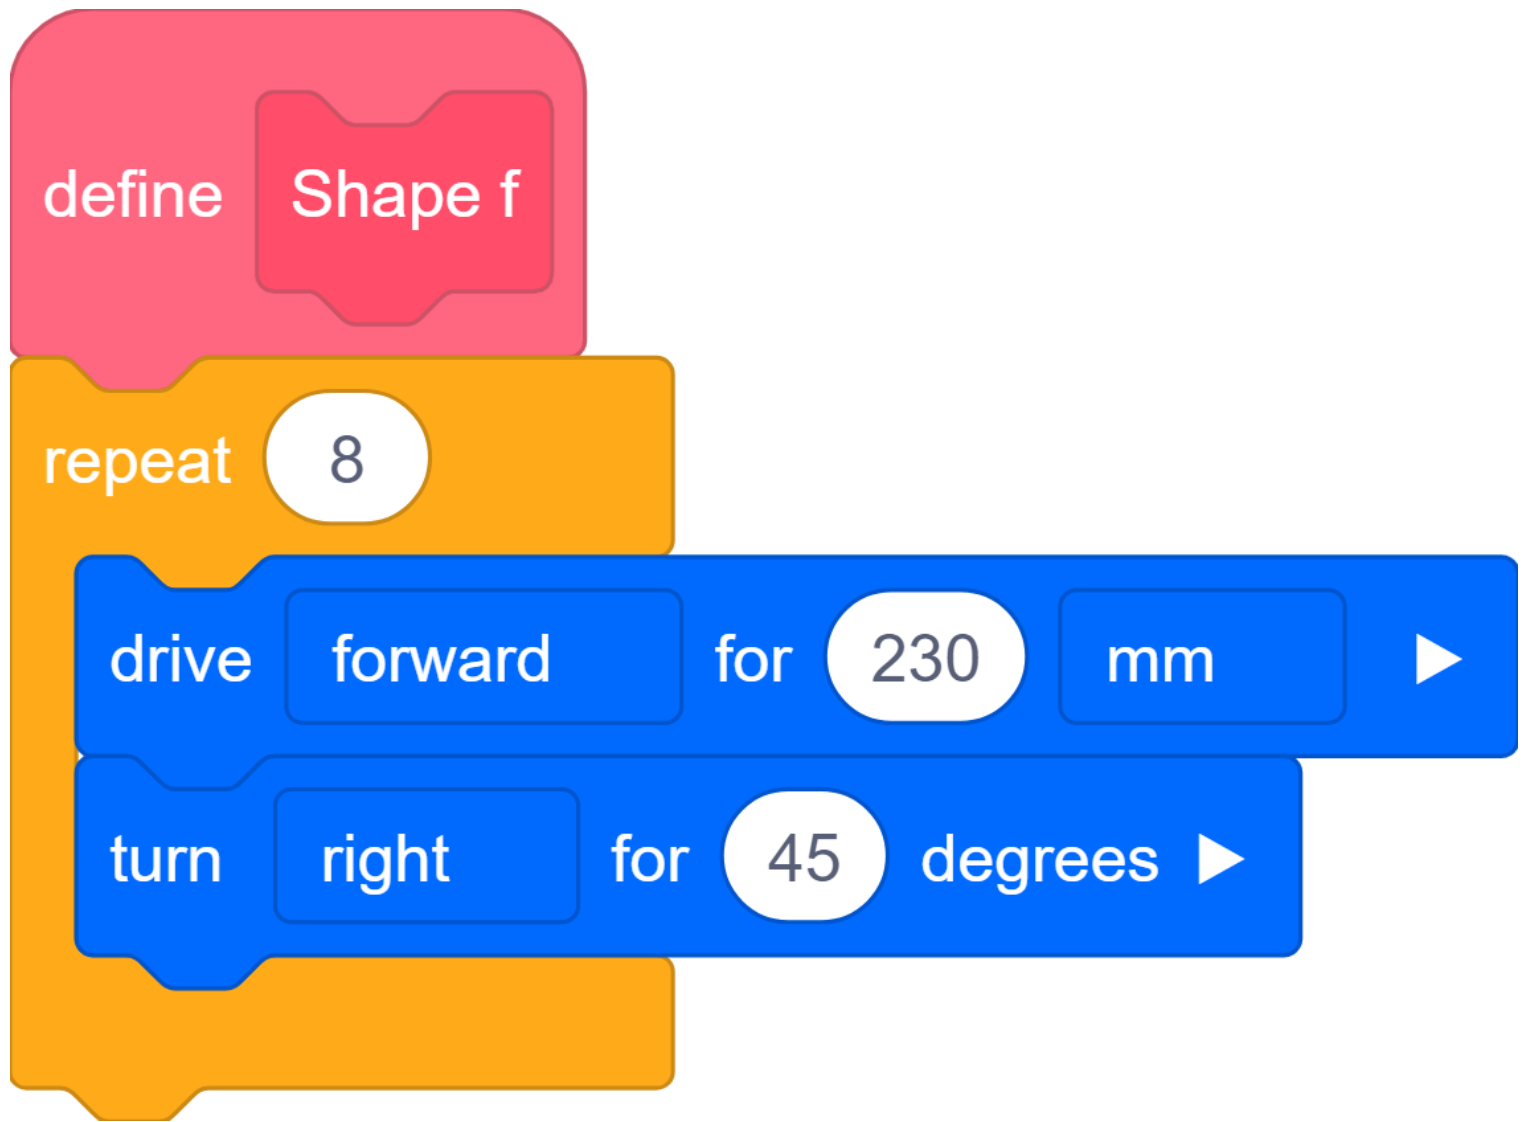 define Shape f
repeat 8
drive forward for 230 mm
turn right for 45 degrees